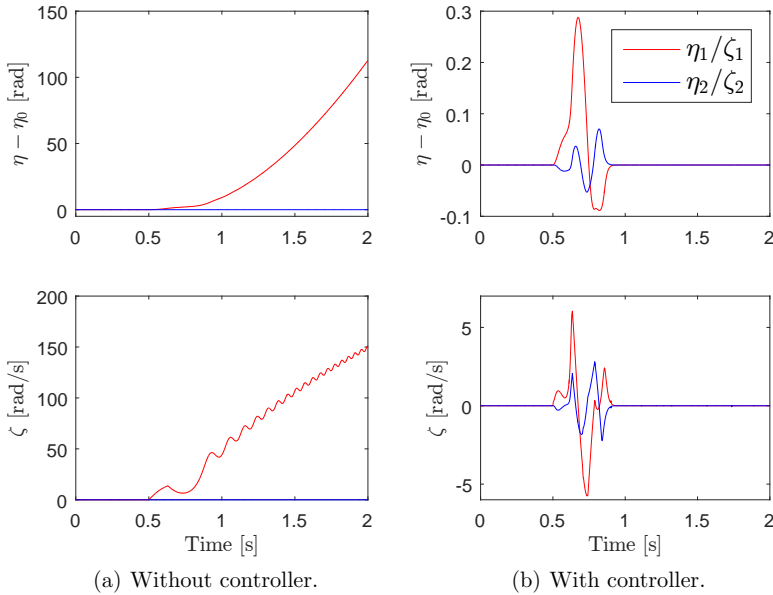 150
100
50
0
η − η0 [rad]
0 0.5 1 1.5 2
0.3
0.2
0.1
0
-0.1
η − η0 [rad]
0 0.5 1 1.5 2
η1/ζ1
η2/ζ2
200
150
100
50
0
ζ [rad/s]
0 0.5 1 1.5 2
Time [s]
5
0
-5
ζ [rad/s]
0 0.5 1 1.5 2
Time [s]
(a) Without controller.
(b) With controller.